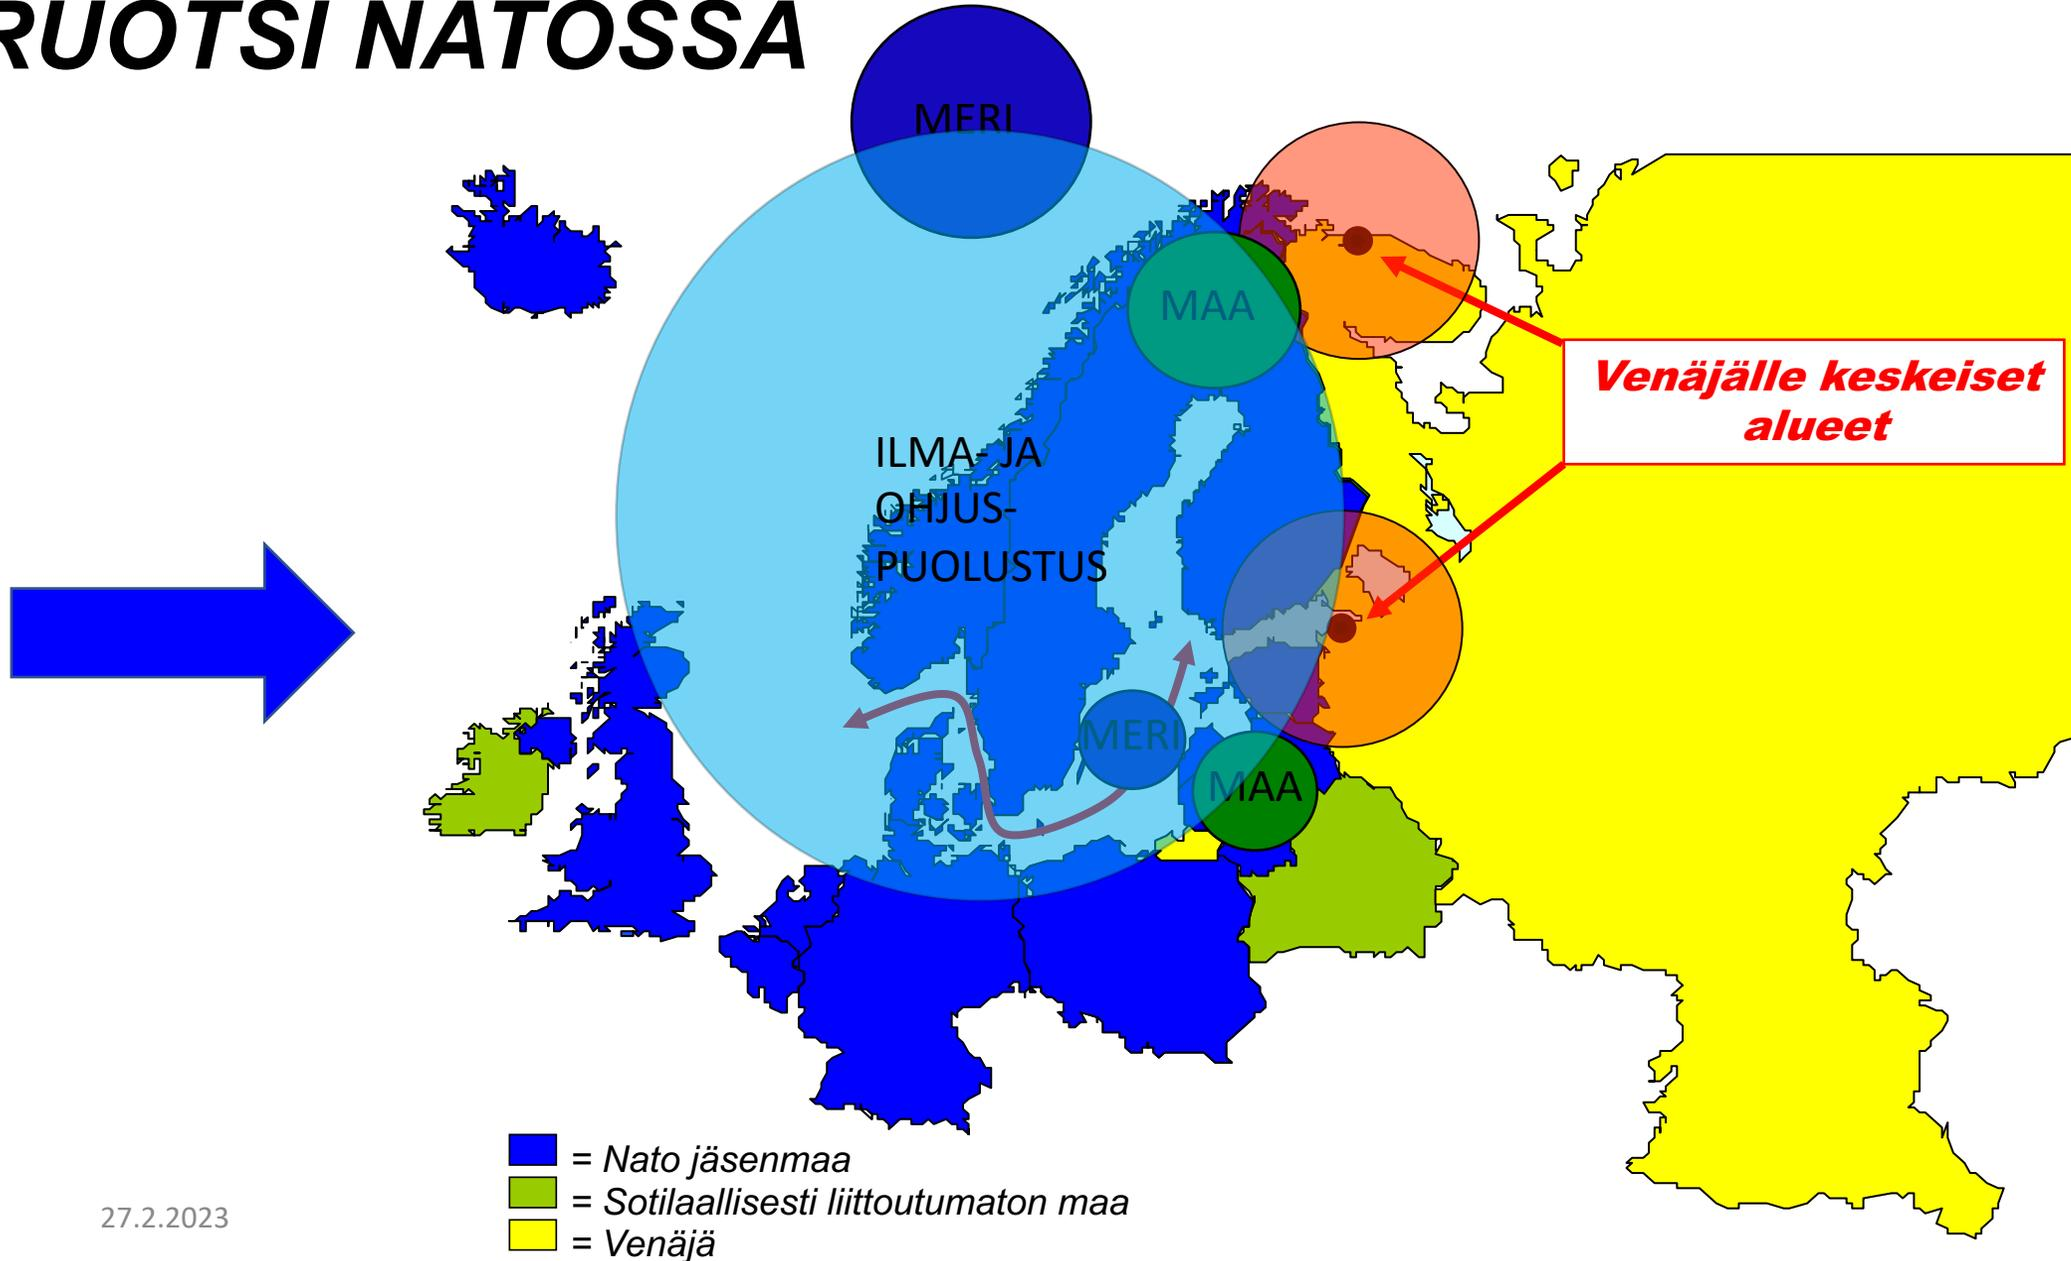 RUOTSI NATOSSA
MERI
MAA
Venäjälle keskeiset
alueet
ILMA- JA
OHJUS-
PUOLUSTUS
MERI
MAA
= Nato jäsenmaa
= Sotilaallisesti liittoutumaton maa
= Venäjä
27.2.2023